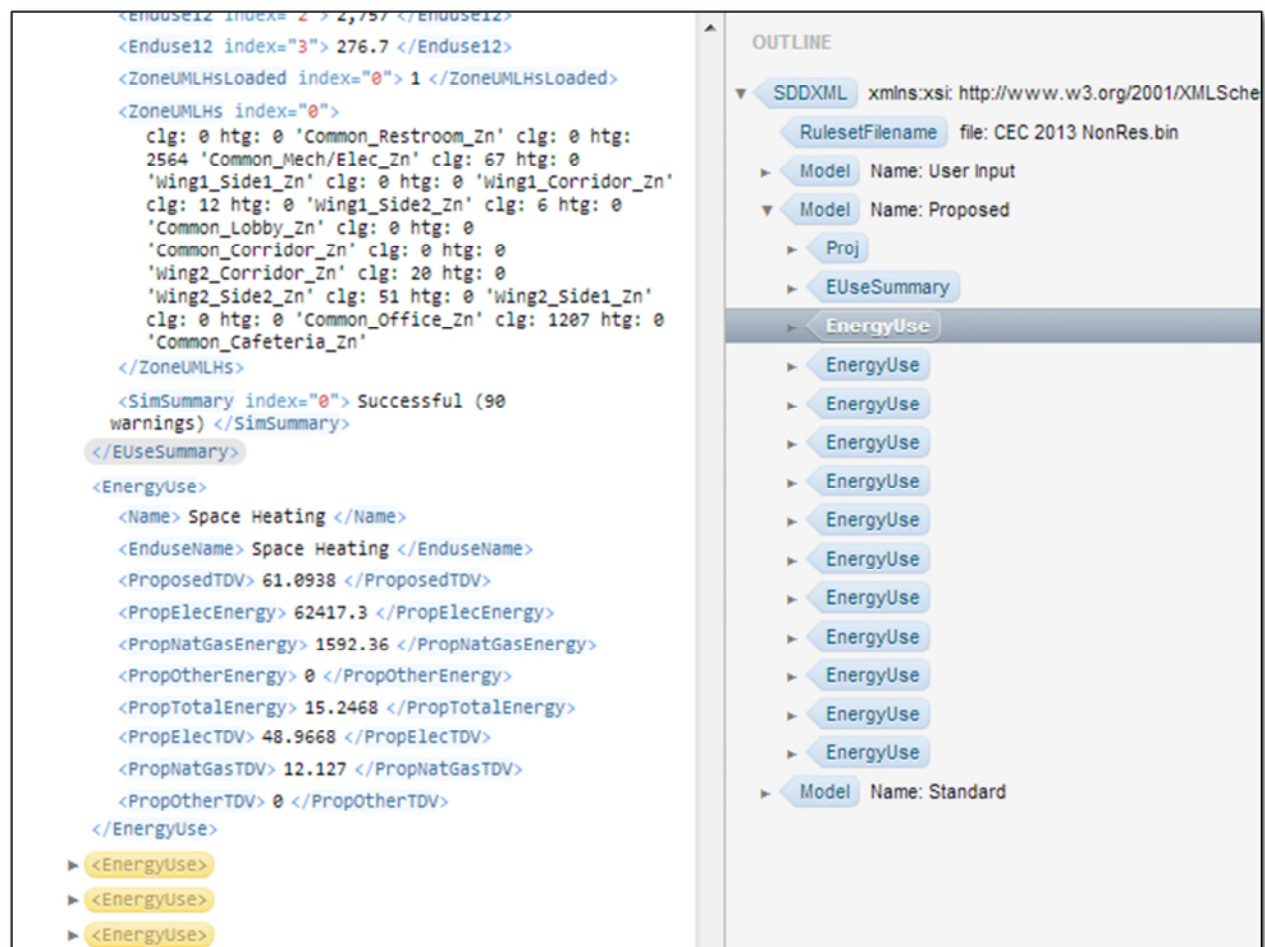 <Enduse12 index="2"> 2,757 </Enduse12>
<Enduse12 index="3"> 276.7 </Enduse12>
<ZoneUMLHsLoaded index="0"> 1 </ZoneUMLHsLoaded>
<ZoneUMLHs index="0">
clg: 0 htg: 0 'Common_Restroom_Zn' clg: 0 htg:
2564 'Common_Mech/Elec_Zn' clg: 67 htg: 0
'Wing1_Side1_Zn' clg: 0 htg: 0 'Wing1_Corridor_Zn'
clg: 12 htg: 0 'Wing1_Side2_Zn' clg: 6 htg: 0
'Common_Lobby_Zn' clg: 0 htg: 0
'Common_Corridor_Zn' clg: 0 htg: 0
'Wing2_Corridor_Zn' clg: 20 htg: 0
'Wing2_Side2_Zn' clg: 51 htg: 0 'Wing2_Side1_Zn'
clg: 0 htg: 0 'Common_Office_Zn' clg: 1207 htg: 0
'Common_Cafeteria_Zn'
</ZoneUMLHs>
<SimSummary index="0"> Successful (90
warnings) </SimSummary>
</EUseSummary>
<EnergyUse>
<Name> Space Heating </Name>
<EnduseName> Space Heating </EnduseName>
<ProposedTDV> 61.0938 </ProposedTDV>
<PropElecEnergy> 62417.3 </PropElecEnergy>
<PropNatGasEnergy> 1592.36 </PropNatGasEnergy>
<PropOtherEnergy> 0 </PropOtherEnergy>
<PropTotalEnergy> 15.2468 </PropTotalEnergy>
<PropElecTDV> 48.9668 </PropElecTDV>
<PropNatGasTDV> 12.127 </PropNatGasTDV>
<PropOtherTDV> 0 </PropOtherTDV>
</EnergyUse>
<EnergyUse>
<EnergyUse>
<EnergyUse>
OUTLINE
SDDXML xmlns:xsi: http://www.w3.org/2001/XMLSche
RulesetFilename file: CEC 2013 NonRes.bin
Model Name: User Input
Model Name: Proposed
Proj
EUseSummary
EnergyUse
EnergyUse
EnergyUse
EnergyUse
EnergyUse
EnergyUse
EnergyUse
EnergyUse
EnergyUse
EnergyUse
EnergyUse
EnergyUse
Model Name: Standard